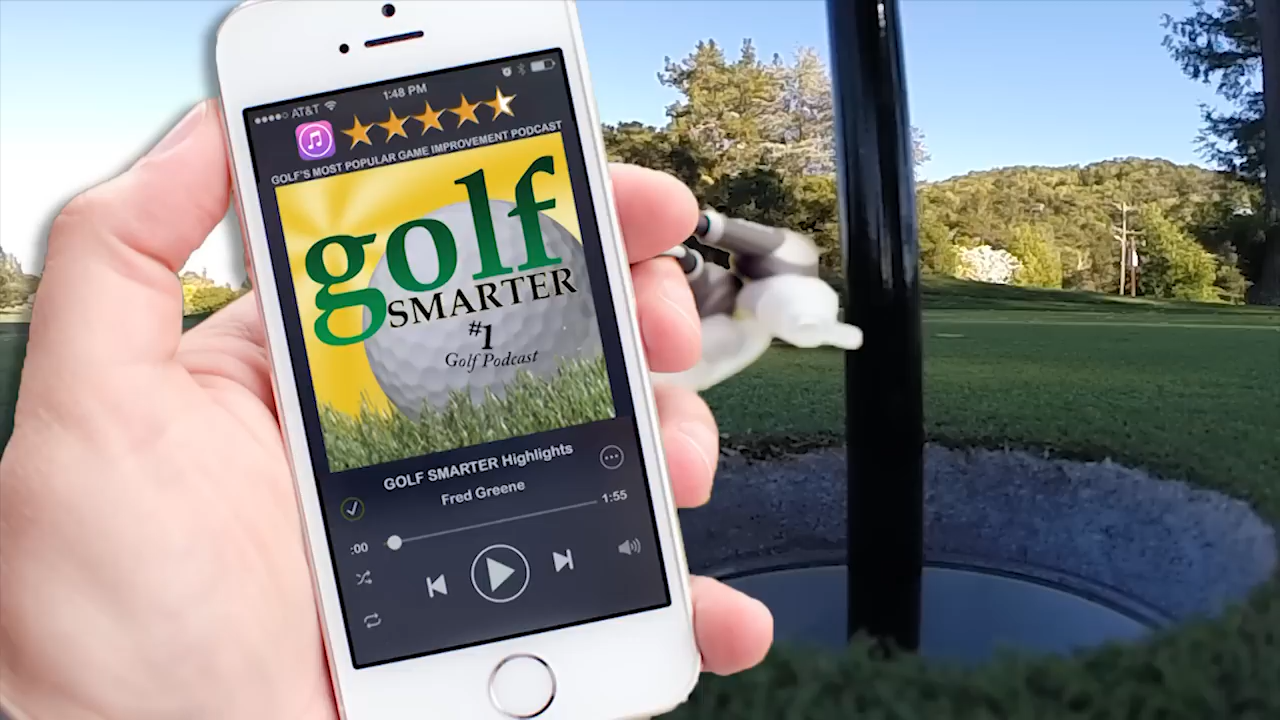 AT&T
1:48 PM
GOLF'S MOST POPULAR GAME IMPROVEMENT PODCAST
golf
SMARTER
#1
Golf Podcast
GOLF SMARTER Highlights
Fred Greene
:00
1:55